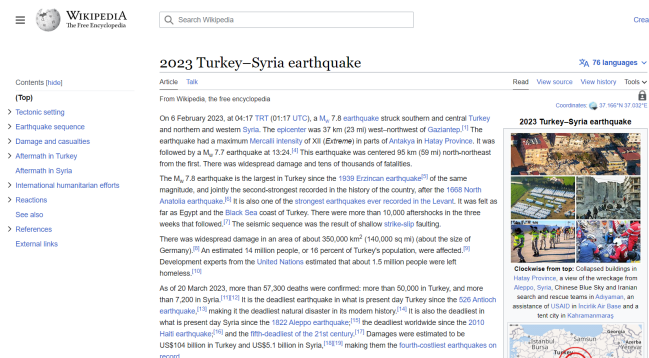 WIKIPEDIA
The Free Encyclopedia
Search Wikipedia
Crea
2023 Turkey–Syria earthquake
76 languages
Article Talk
Read View source View history Tools
From Wikipedia, the free encyclopedia
Coordinates: 37.166°N 37.032°E
Contents [hide]
(Top)
Tectonic setting
Earthquake sequence
Damage and casualties
Aftermath in Turkey
Aftermath in Syria
International humanitarian efforts
Reactions
See also
References
External links
On 6 February 2023, at 04:17 TRT (01:17 UTC), a Mw 7.8 earthquake struck southern and central Turkey
and northern and western Syria. The epicenter was 37 km (23 mi) west–northwest of Gaziantep.[1] The
earthquake had a maximum Mercalli intensity of XII (Extreme) in parts of Antakya in Hatay Province. It was
followed by a Mw 7.7 earthquake at 13:24.[4] This earthquake was centered 95 km (59 mi) north-northeast
from the first. There was widespread damage and tens of thousands of fatalities.
The Mw 7.8 earthquake is the largest in Turkey since the 1939 Erzincan earthquake[5] of the same
magnitude, and jointly the second-strongest recorded in the history of the country, after the 1668 North
Anatolia earthquake.[6] It is also one of the strongest earthquakes ever recorded in the Levant. It was felt as
far as Egypt and the Black Sea coast of Turkey. There were more than 10,000 aftershocks in the three
weeks that followed.[7] The seismic sequence was the result of shallow strike-slip faulting.
There was widespread damage in an area of about 350,000 km2 (140,000 sq mi) (about the size of
Germany).[8] An estimated 14 million people, or 16 percent of Turkey's population, were affected.[9]
Development experts from the United Nations estimated that about 1.5 million people were left
homeless.[10]
As of 20 March 2023, more than 57,300 deaths were confirmed: more than 50,000 in Turkey, and more
than 7,200 in Syria.[11][12] It is the deadliest earthquake in what is present day Turkey since the 526 Antioch
earthquake,[13] making it the deadliest natural disaster in its modern history.[14] It is also the deadliest in
what is present day Syria since the 1822 Aleppo earthquake;[15] the deadliest worldwide since the 2010
Haiti earthquake;[16] and the fifth-deadliest of the 21st century.[17] Damages were estimated to be
US$104 billion in Turkey and US$5.1 billion in Syria,[18][19] making them the fourth-costliest earthquakes on
record.
2023 Turkey–Syria earthquake
Clockwise from top: Collapsed buildings in
Hatay Province, a view of the wreckage from
Aleppo, Syria, Chinese Blue Sky and Iranian
search and rescue teams in Adıyaman, an
assistance of USAID in İncirlik Air Base and a
tent city in Kahramanmaraş
Istanbul
Bursa
Samsun
Georgia
Yerevan
Turkey